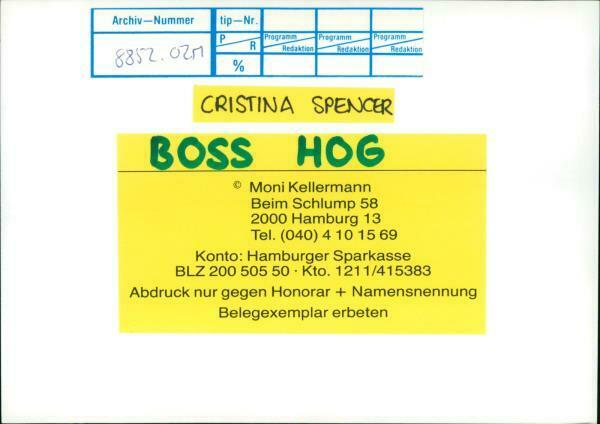 Archiv—Nummer tip—Nr.
8852.02M P R Programm Redaktion Programm Redaktion Programm Redaktion
%
CRISTINA SPENCER
BOSS HOG
© Moni Kellermann
Beim Schlump 58
2000 Hamburg 13
Tel. (040) 4 10 15 69
Konto: Hamburger Sparkasse
BLZ 200 505 50 · Kto. 1211/415383
Abdruck nur gegen Honorar + Namensnennung
Belegexemplar erbeten